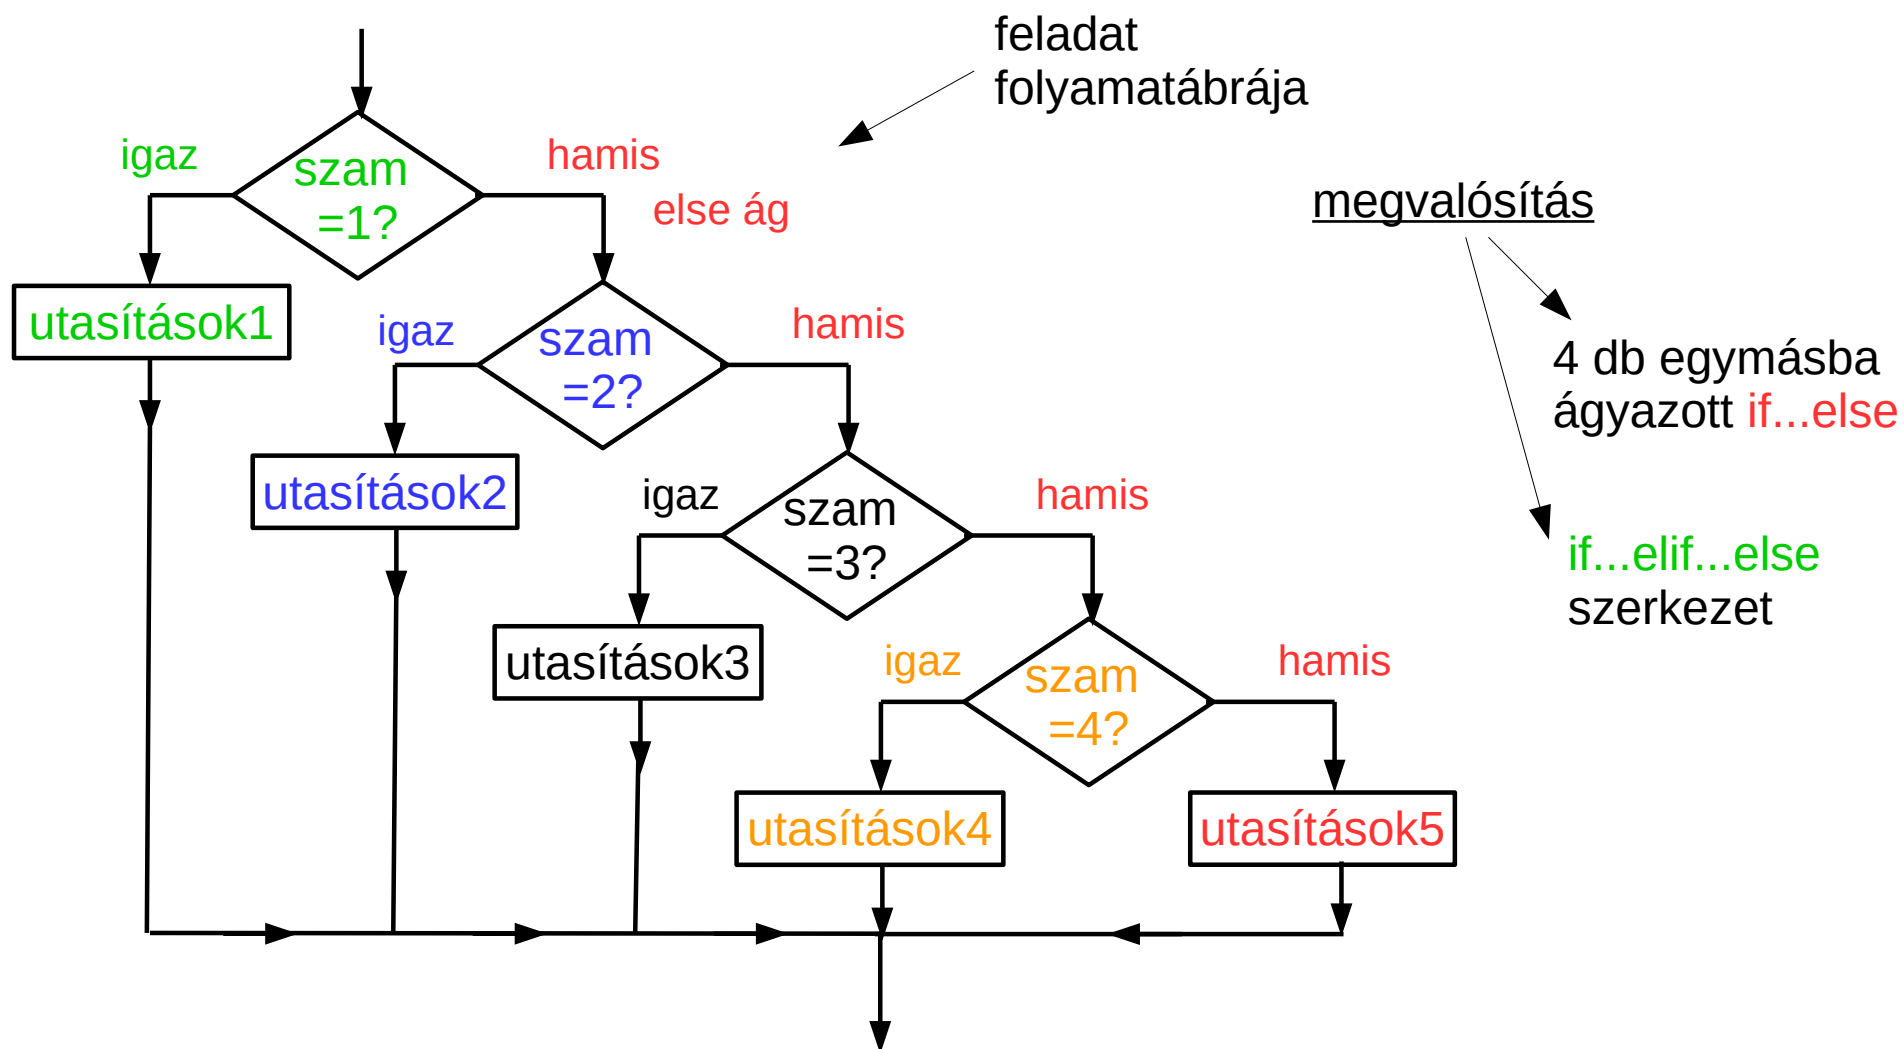 feladat
folyamatábrája
igaz
szam
=1?
hamis
else ág
megvalósítás
utasítások1
igaz
szam
=2?
hamis
4 db egymásba
ágyazott if...else
utasítások2
igaz
szam
=3?
hamis
if...elif...else
szerkezet
utasítások3
igaz
szam
=4?
hamis
utasítások4
utasítások5